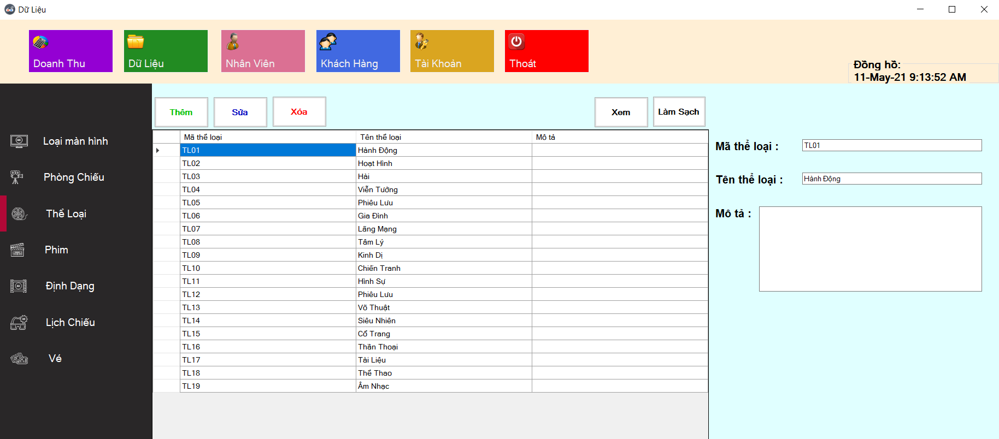 Dữ Liệu
Doanh Thu
Dữ Liệu
Nhân Viên
Khách Hàng
Tài Khoản
Thoát
Đồng hồ:
11-May-21 9:13:52 AM
Thêm
Sửa
Xóa
Xem
Làm Sạch
Loại màn hình
Phòng Chiếu
Thể Loại
Phim
Định Dạng
Lịch Chiếu
Vé
Mã thể loại Tên thể loại Mô tả
TL01 Hành Động
TL02 Hoạt Hình
TL03 Hài
TL04 Viễn Tưởng
TL05 Phiêu Lưu
TL06 Gia Đình
TL07 Lãng Mạng
TL08 Tâm Lý
TL09 Kinh Dị
TL10 Chiến Tranh
TL11 Hình Sự
TL12 Phiêu Lưu
TL13 Võ Thuật
TL14 Siêu Nhiên
TL15 Cổ Trang
TL16 Thần Thoại
TL17 Tài Liệu
TL18 Thể Thao
TL19 Âm Nhạc
Mã thể loại : TL01
Tên thể loại : Hành Động
Mô tả :